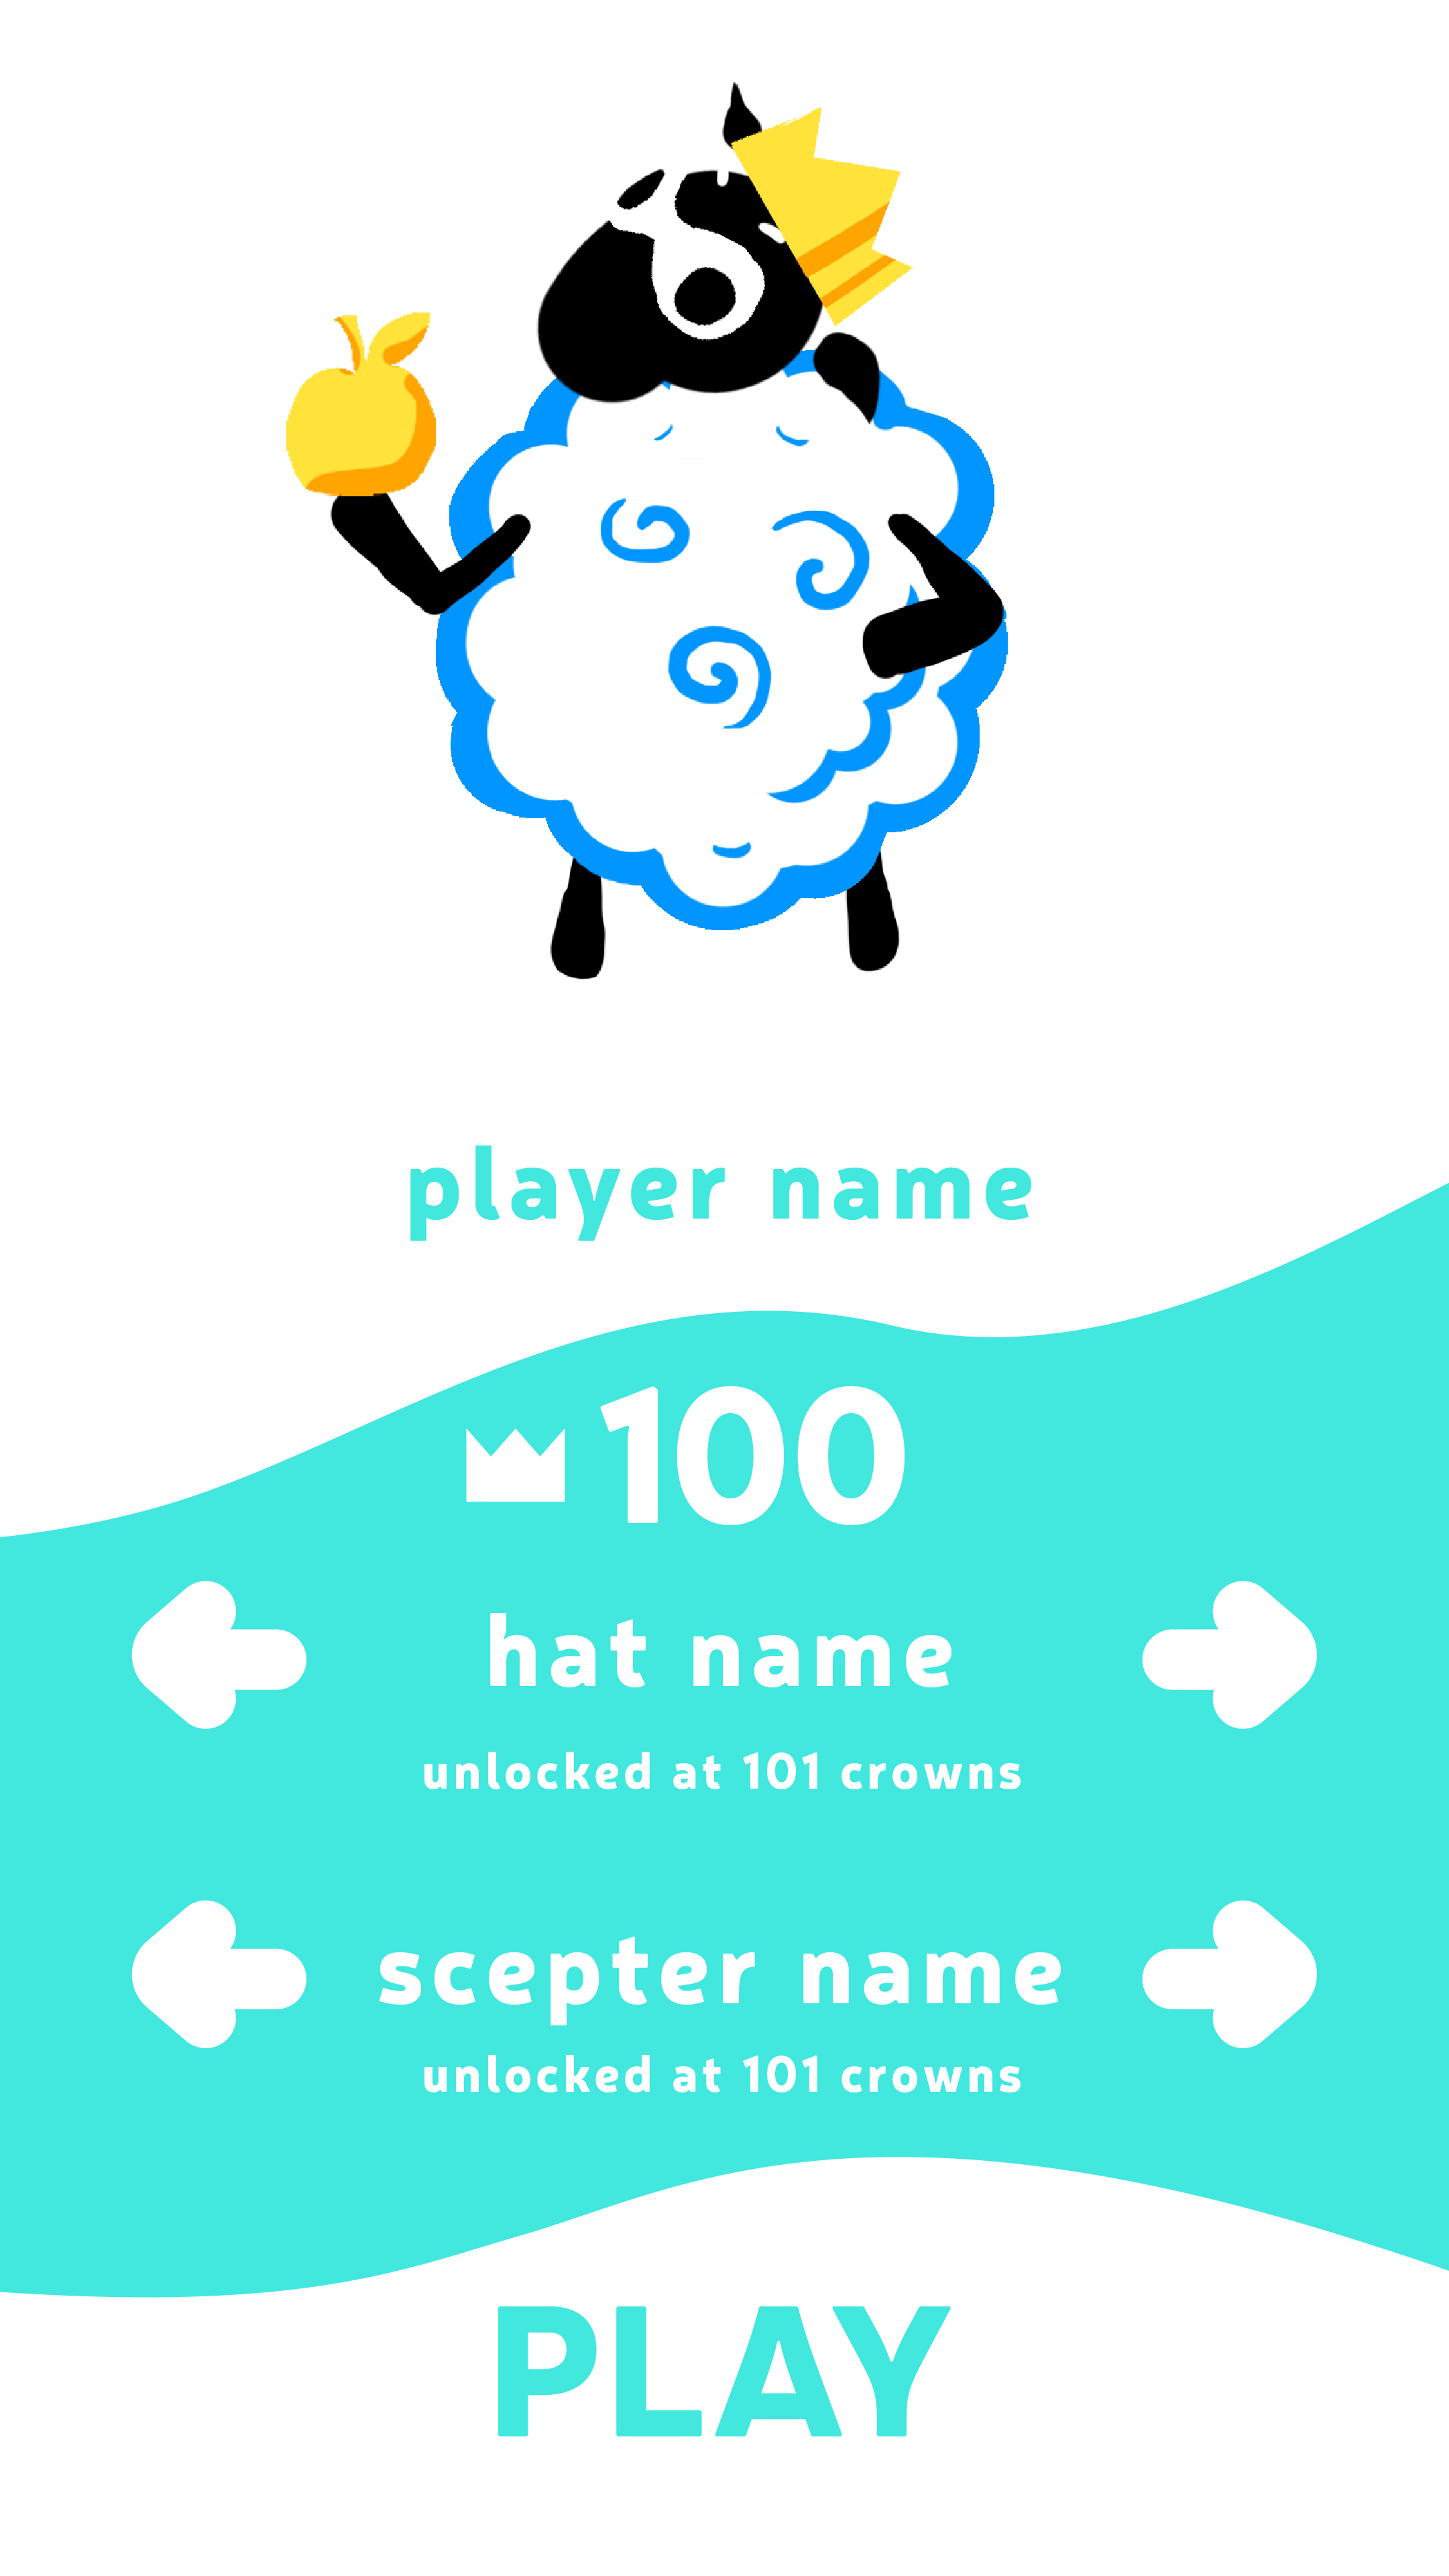 player name
100
hat name
unlocked at 101 crowns
scepter name
unlocked at 101 crowns
PLAY